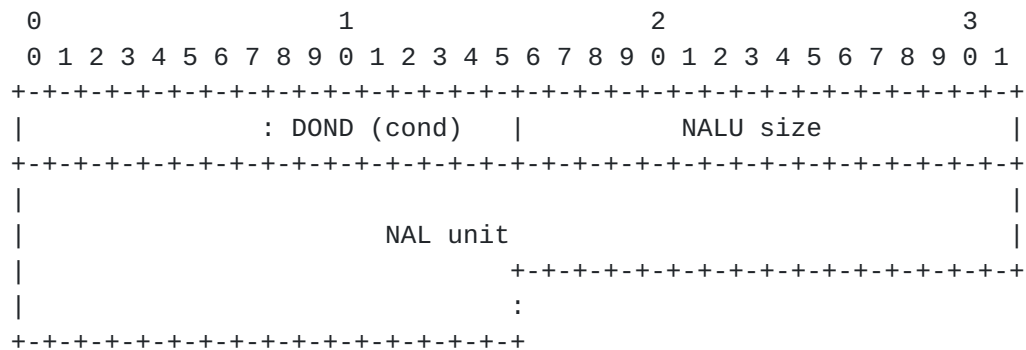 0                   1                   2                   3
 0 1 2 3 4 5 6 7 8 9 0 1 2 3 4 5 6 7 8 9 0 1 2 3 4 5 6 7 8 9 0 1
+-+-+-+-+-+-+-+-+-+-+-+-+-+-+-+-+-+-+-+-+-+-+-+-+-+-+-+-+-+-+-+-+
|               : DOND (cond)   |          NALU size            |
+-+-+-+-+-+-+-+-+-+-+-+-+-+-+-+-+-+-+-+-+-+-+-+-+-+-+-+-+-+-+-+-+
|                                                               |
|                       NAL unit                                |
|                               +-+-+-+-+-+-+-+-+-+-+-+-+-+-+-+-+
|                               :
+-+-+-+-+-+-+-+-+-+-+-+-+-+-+-+-+